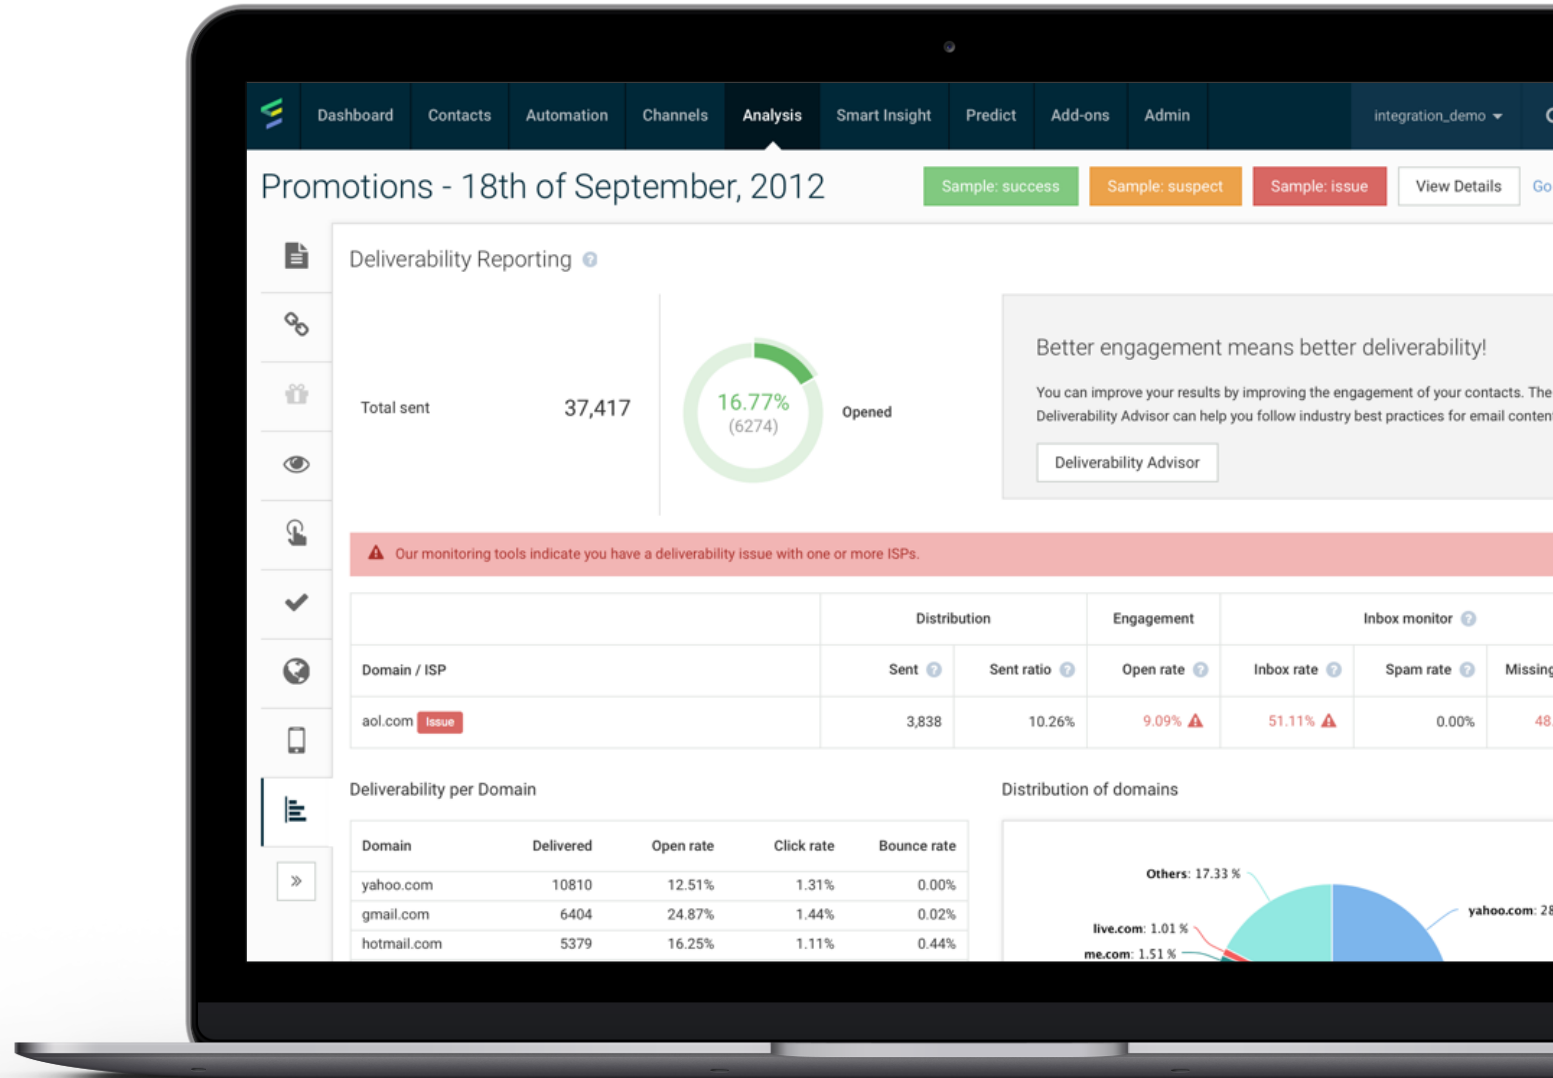 Dashboard Contacts Automation Channels Analysis Smart Insight Predict Add-ons Admin integration_demo
Promotions - 18th of September, 2012
Sample: success Sample: suspect Sample: issue View Details Go
Deliverability Reporting
Total sent 37,417
16.77%
(6274)
Opened
Better engagement means better deliverability!
You can improve your results by improving the engagement of your contacts. The
Deliverability Advisor can help you follow industry best practices for email
Deliverability Advisor
Our monitoring tools indicate you have a deliverability issue with one or more ISPs.
Distribution Engagement Inbox monitor
Domain / ISP Sent Sent ratio Open rate Inbox rate Spam rate Missing
aol.com Issue 3,838 10.26% 9.09% 51.11% 0.00% 48.
Deliverability per Domain
Domain Delivered Open rate Click rate Bounce rate
yahoo.com 10810 12.51% 1.31% 0.00%
gmail.com 6404 24.87% 1.44% 0.02%
hotmail.com 5379 16.25% 1.11% 0.44%
Distribution of domains
Others: 17.33 %
yahoo.com: 28
live.com: 1.01 %
me.com: 1.51 %